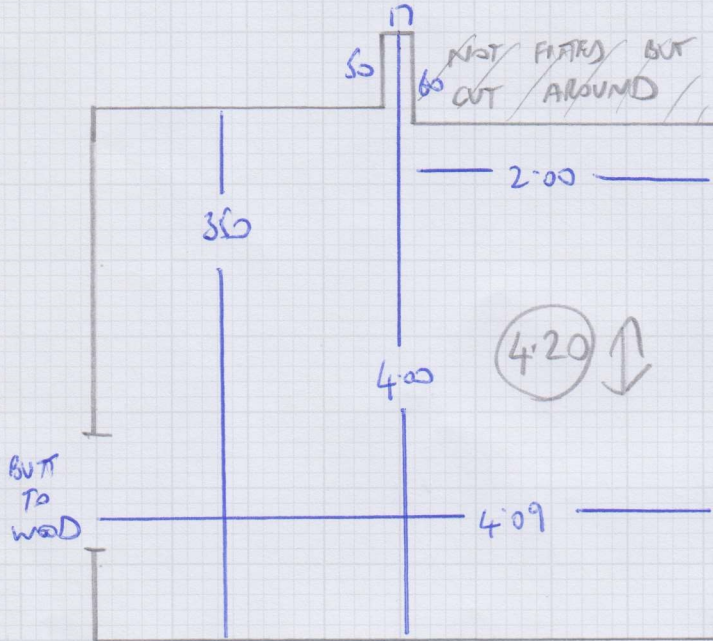 17
50
60
NOT FITTED BUT
CUT AROUND
2.00
350
4.20
4.00
BUTT
TO
WOOD
4.09